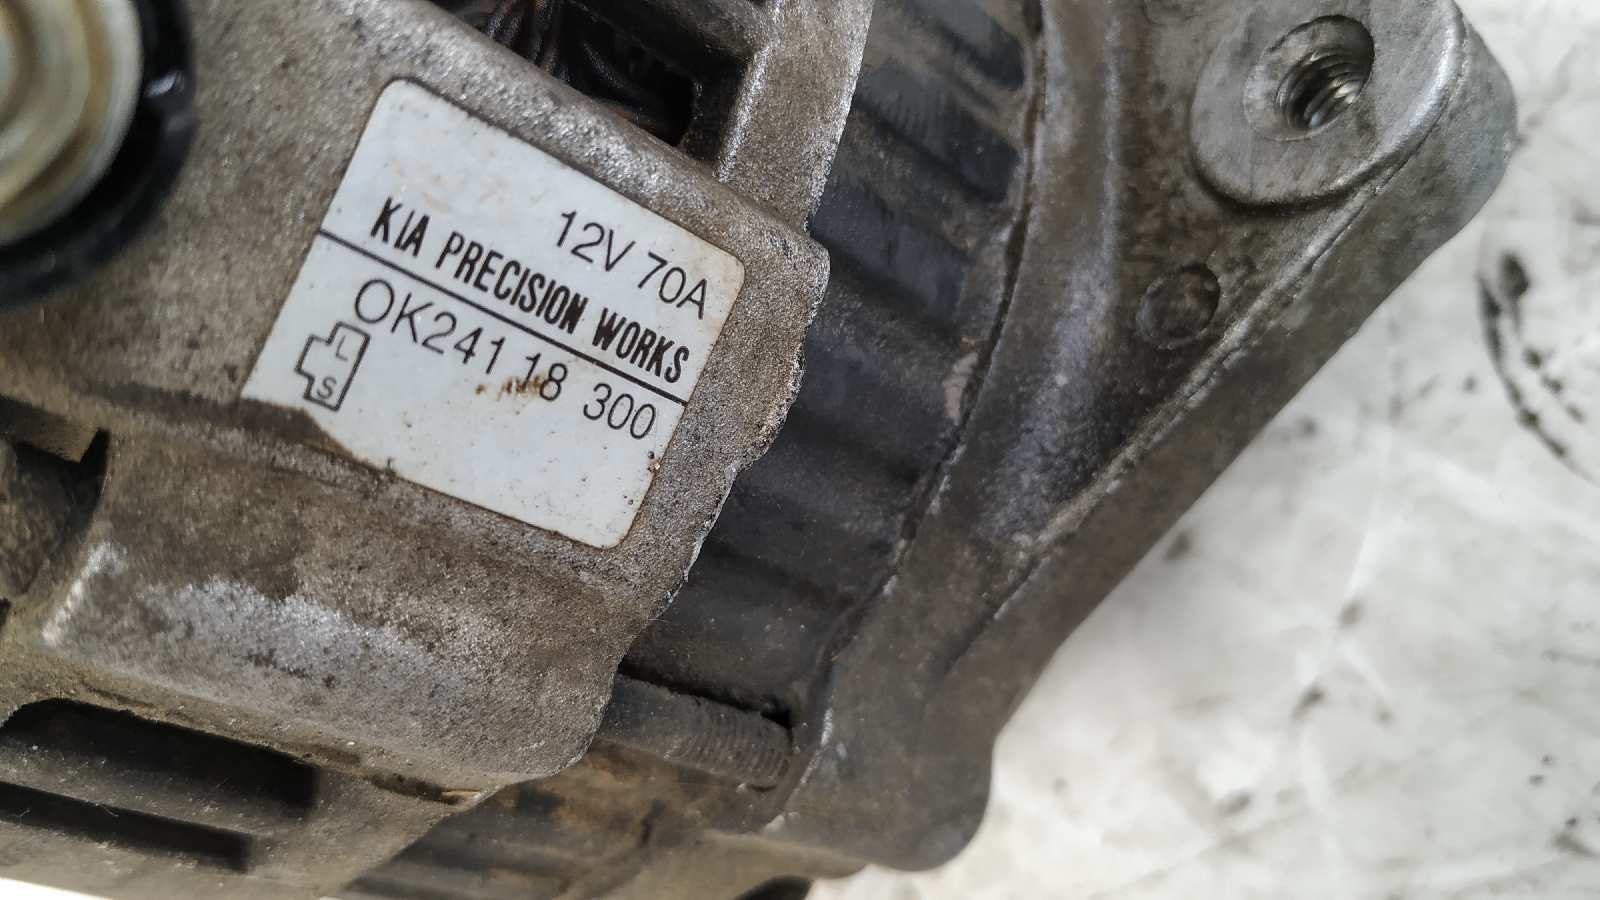 12V 70A
KIA PRECISION WORKS
OK241 18 300
L
S